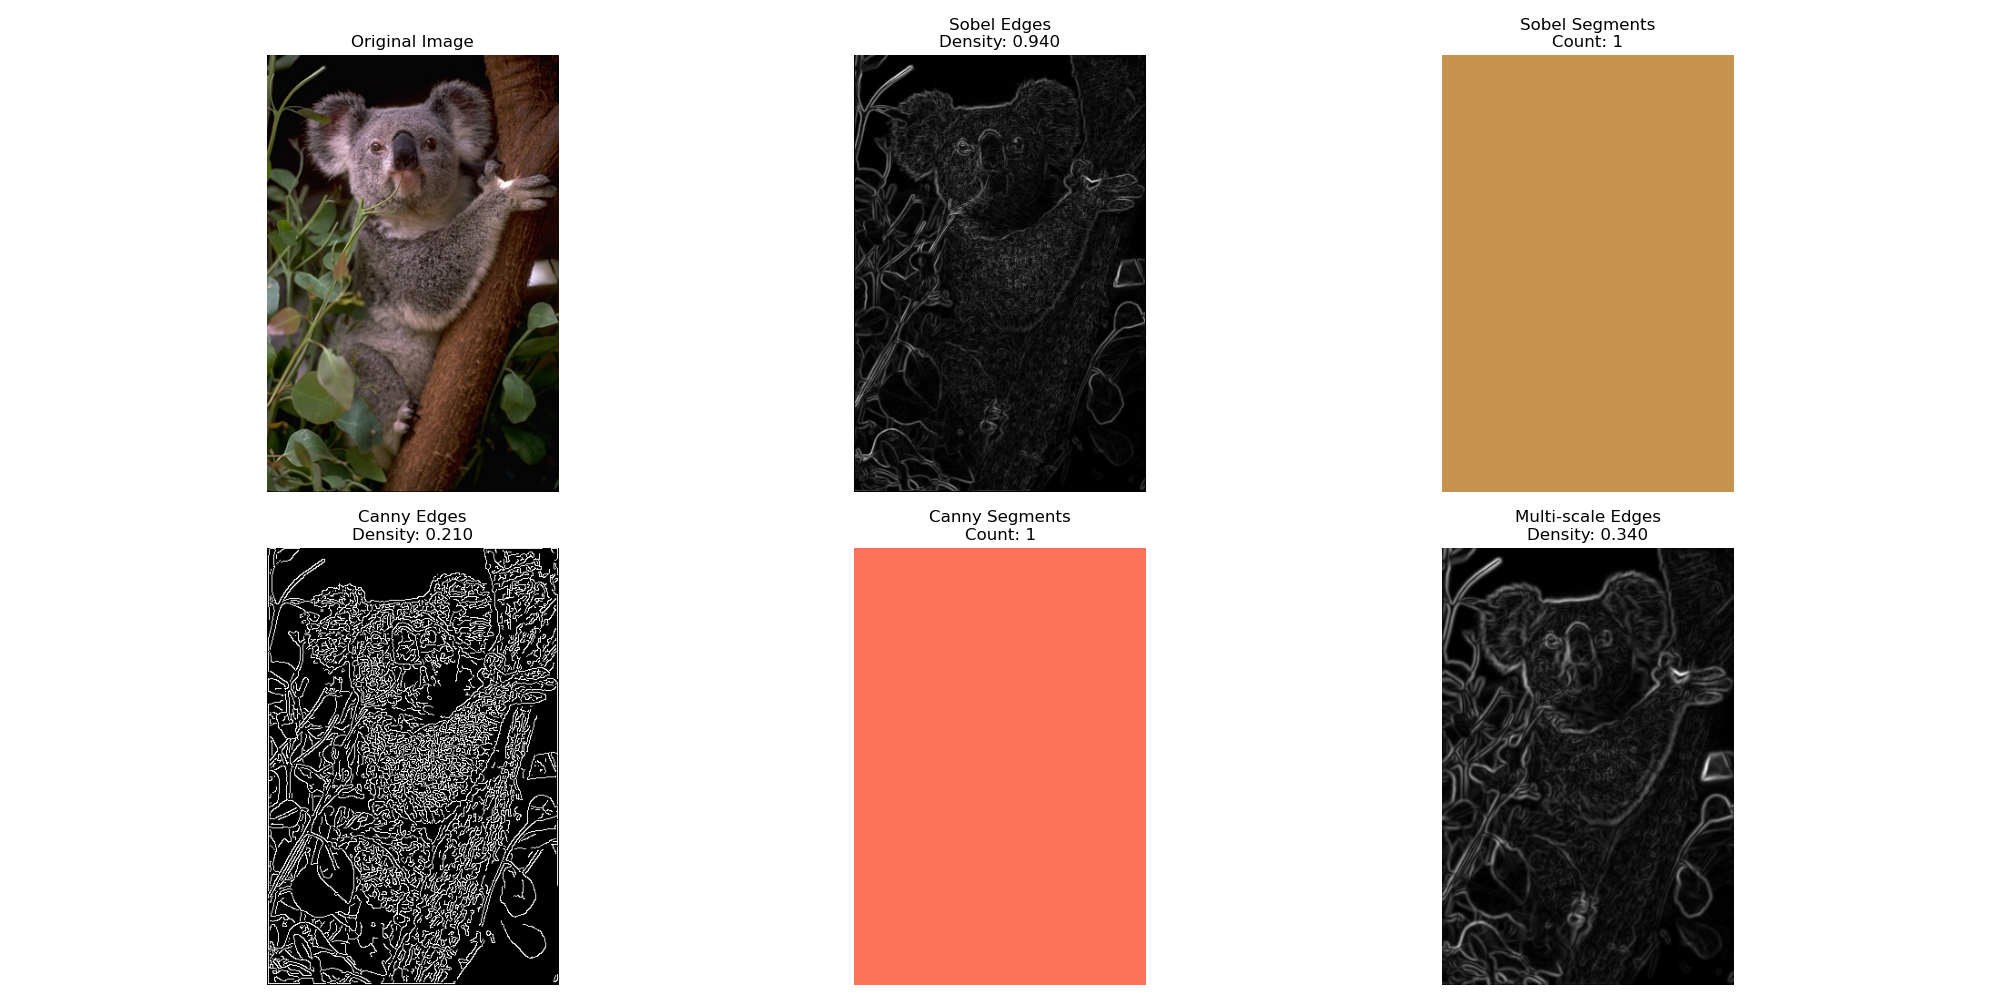 Original Image
Sobel Edges
Density: 0.940
Sobel Segments
Count: 1
Canny Edges
Density: 0.210
Canny Segments
Count: 1
Multi-scale Edges
Density: 0.340